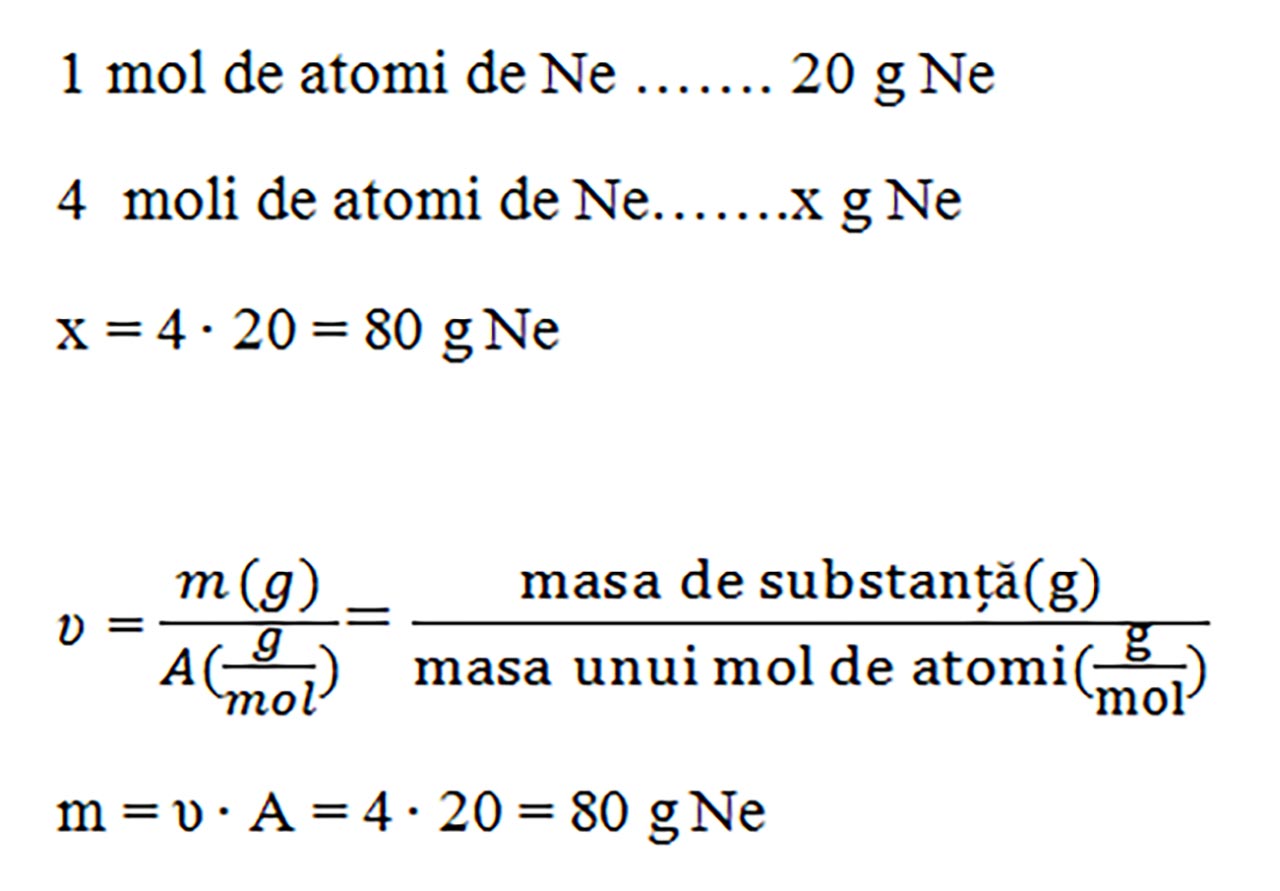 1 mol de atomi de Ne ....... 20 g Ne
4 moli de atomi de Ne.......x g Ne
x = 4 · 20 = 80 g Ne
υ = m (g) / A(g/mol) = masa de substanță(g) / masa unui mol de atomi(g/mol)
m = υ · A = 4 · 20 = 80 g Ne